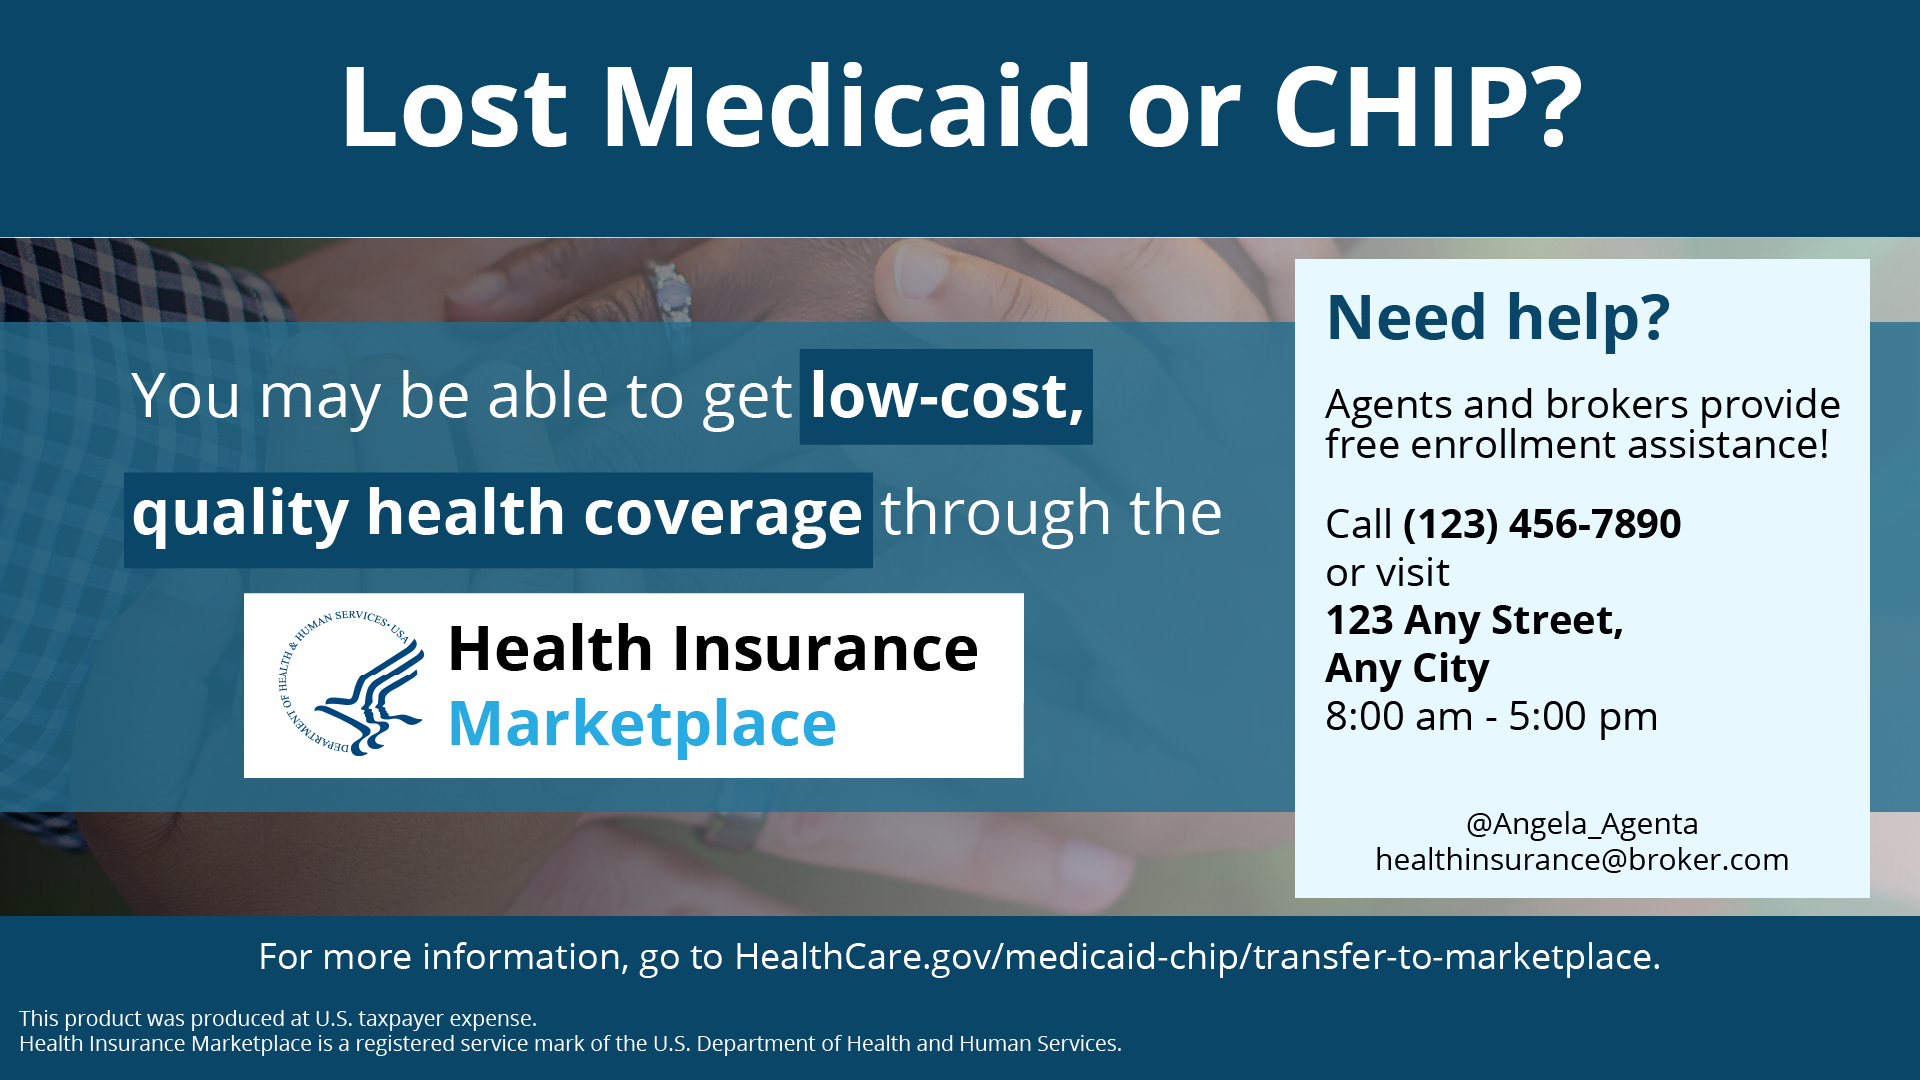 Lost Medicaid or CHIP?
You may be able to get low-cost,
quality health coverage through the
DEPARTMENT OF HEALTH & HUMAN SERVICES • USA
Health Insurance
Marketplace
Need help?
Agents and brokers provide
free enrollment assistance!
Call (123) 456-7890
or visit
123 Any Street,
Any City
8:00 am - 5:00 pm
@Angela_Agenta
healthinsurance@broker.com
For more information, go to HealthCare.gov/medicaid-chip/transfer-to-marketplace.
This product was produced at U.S. taxpayer expense.
Health Insurance Marketplace is a registered service mark of the U.S. Department of Health and Human Services.